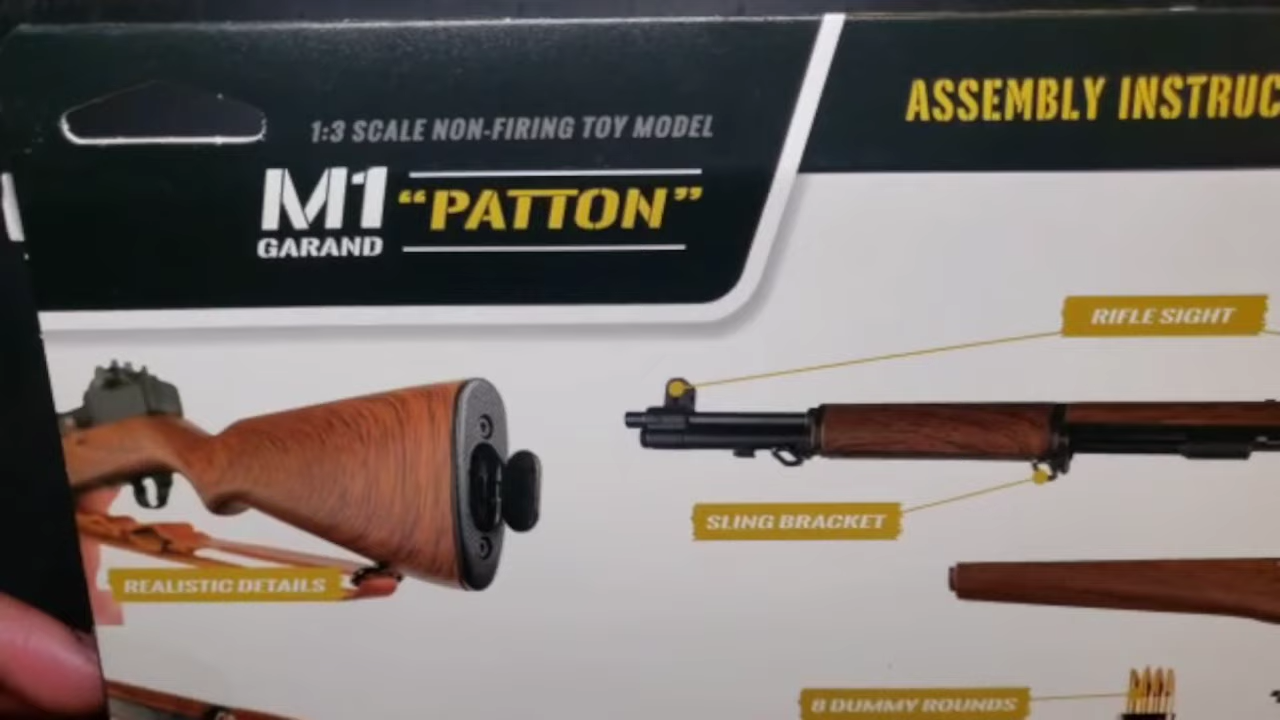 1:3 SCALE NON-FIRING TOY MODEL
M1 "PATTON"
GARAND
ASSEMBLY INSTRUC
RIFLE SIGHT
SLING BRACKET
REALISTIC DETAILS
8 DUMMY ROUNDS